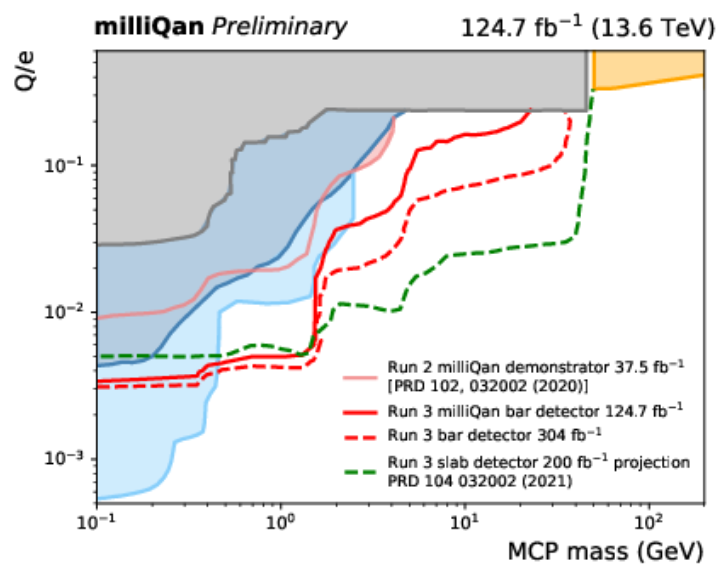 milliQan Preliminary 124.7 fb⁻¹ (13.6 TeV)
Q/e
10⁻¹
10⁻²
10⁻³
Run 2 milliQan demonstrator 37.5 fb⁻¹
[PRD 102, 032002 (2020)]
Run 3 milliQan bar detector 124.7 fb⁻¹
Run 3 bar detector 304 fb⁻¹
Run 3 slab detector 200 fb⁻¹ projection
PRD 104 032002 (2021)
10⁻¹ 10⁰ 10¹ 10²
MCP mass (GeV)